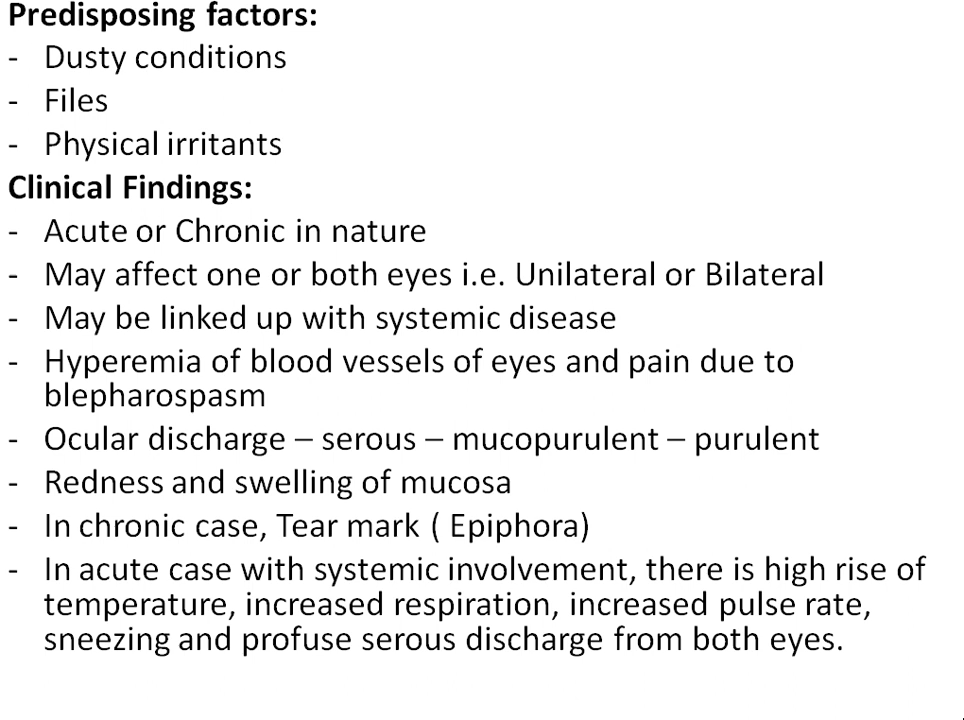 Predisposing factors:
- Dusty conditions
- Files
- Physical irritants
Clinical Findings:
- Acute or Chronic in nature
- May affect one or both eyes i.e. Unilateral or Bilateral
- May be linked up with systemic disease
- Hyperemia of blood vessels of eyes and pain due to
blepharospasm
- Ocular discharge – serous – mucopurulent – purulent
- Redness and swelling of mucosa
- In chronic case, Tear mark ( Epiphora)
- In acute case with systemic involvement, there is high rise of
temperature, increased respiration, increased pulse rate,
sneezing and profuse serous discharge from both eyes.